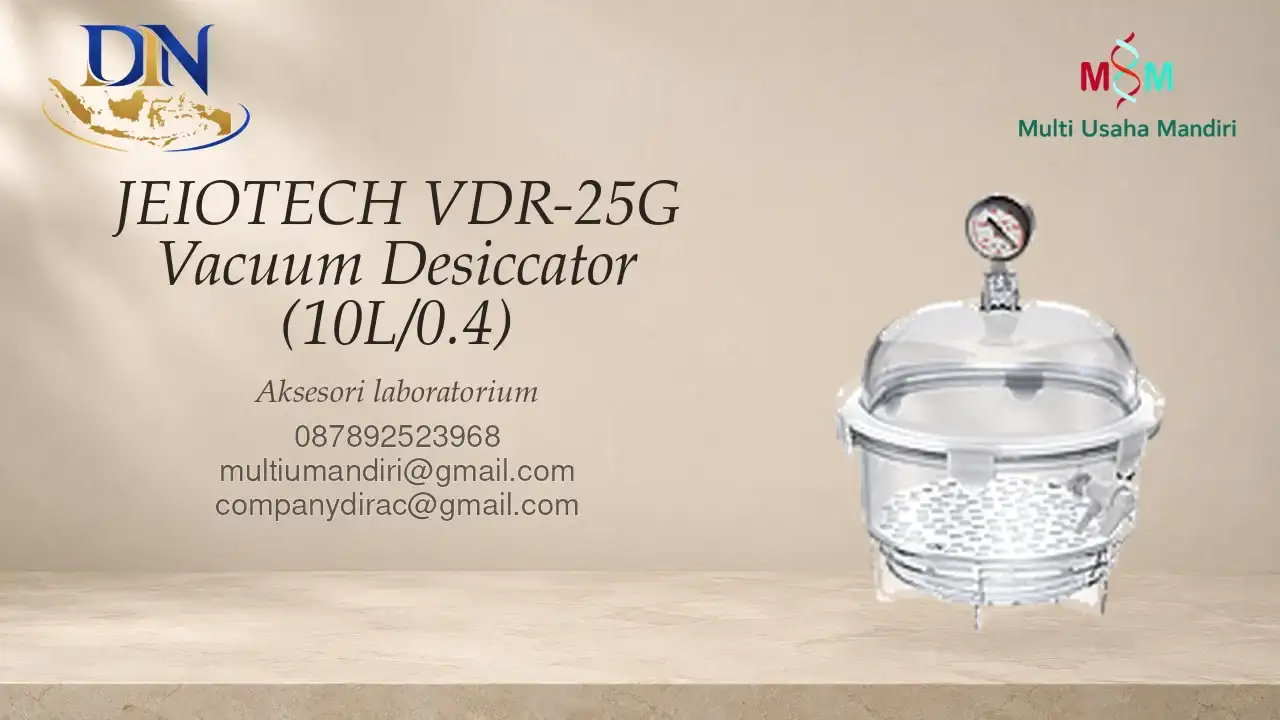 DN
MSM
Multi Usaha Mandiri
JEIOTECH VDR-25G
Vacuum Desiccator
(10L/0.4)
Aksesori laboratorium
087892523968
multiumandiri@gmail.com
companydirac@gmail.com